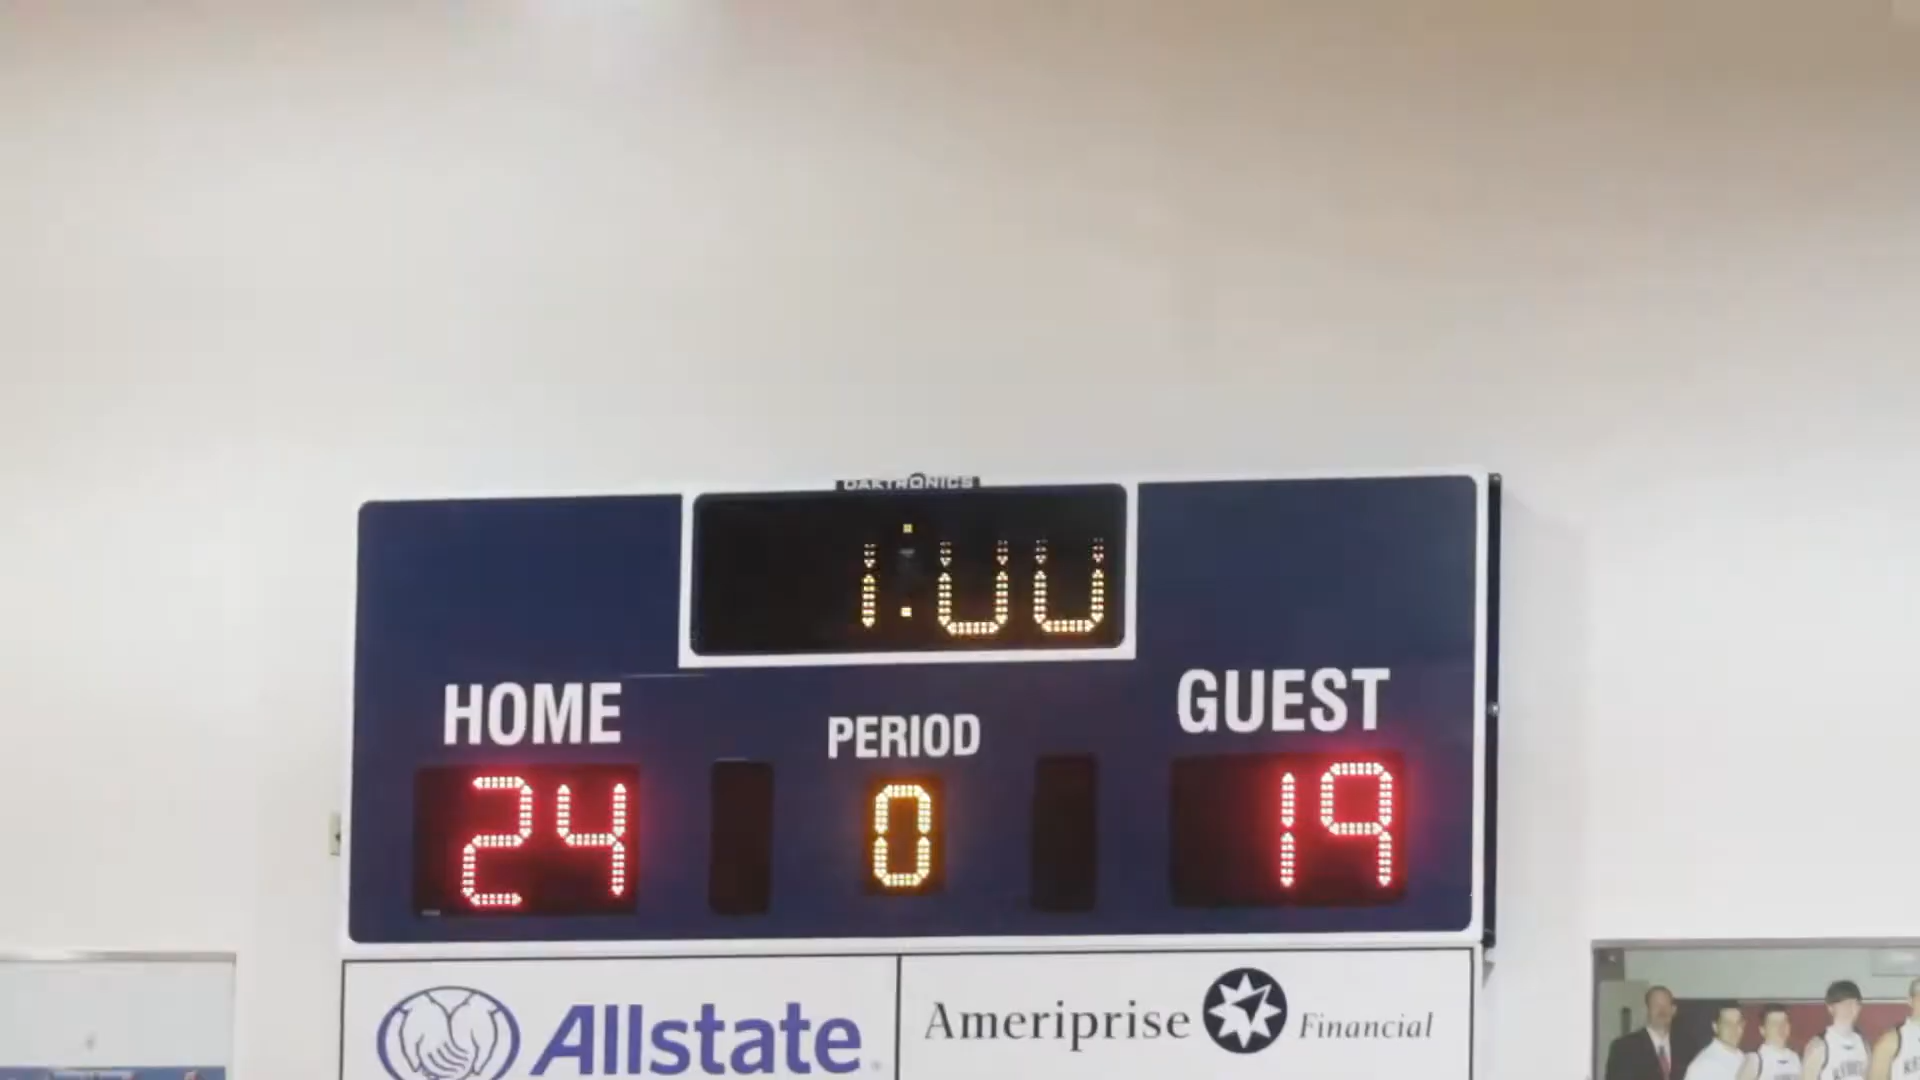 DAKTRONICS
1:00
HOME
PERIOD
GUEST
24
0
19
Allstate
Ameriprise Financial